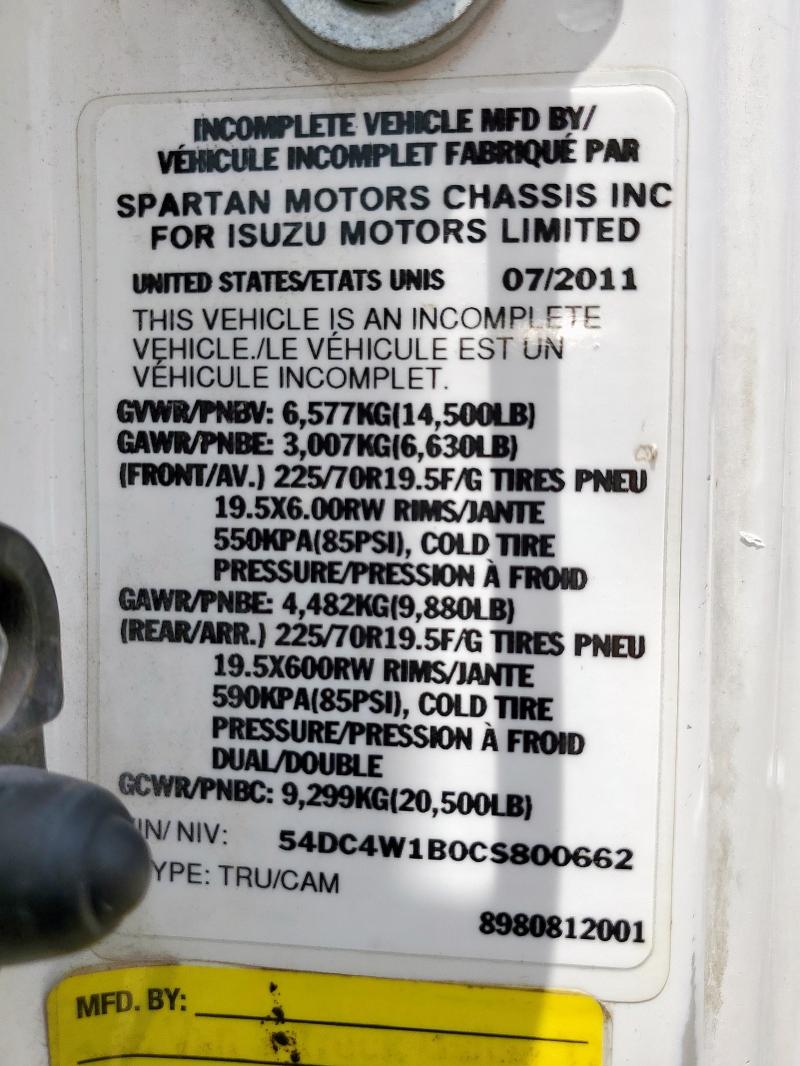 INCOMPLETE VEHICLE MFD BY/
VÉHICULE INCOMPLET FABRIQUÉ PAR
SPARTAN MOTORS CHASSIS INC
FOR ISUZU MOTORS LIMITED
UNITED STATES/ETATS UNIS 07/2011
THIS VEHICLE IS AN INCOMPLETE
VEHICLE./LE VÉHICULE EST UN
VÉHICULE INCOMPLET.
GVWR/PNBV: 6,577KG(14,500LB)
GAWR/PNBE: 3,007KG(6,630LB)
(FRONT/AV.) 225/70R19.5F/G TIRES PNEU
19.5X6.00RW RIMS/JANTE
550KPA(85PSI), COLD TIRE
PRESSURE/PRESSION À FROID
GAWR/PNBE: 4,482KG(9,880LB)
(REAR/ARR.) 225/70R19.5F/G TIRES PNEU
19.5X600RW RIMS/JANTE
590KPA(85PSI), COLD TIRE
PRESSURE/PRESSION À FROID
DUAL/DOUBLE
GCWR/PNBC: 9,299KG(20,500LB)
IN/ NIV: 54DC4W1B0CS800662
YPE: TRU/CAM
8980812001
MFD. BY: